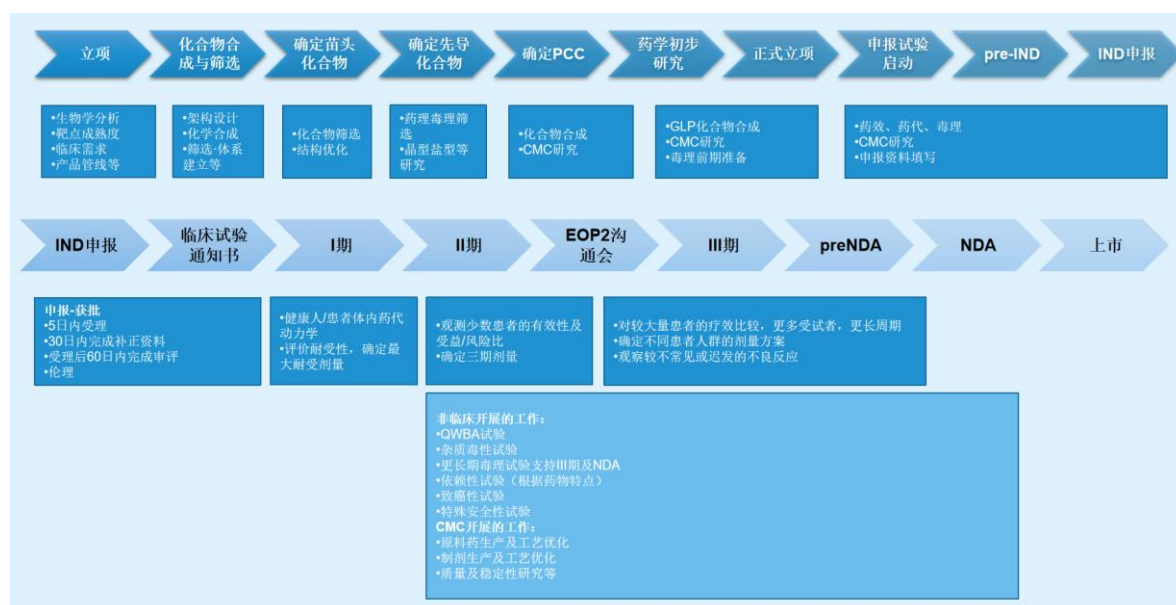 立项
化合物合
成与筛选
确定苗头
化合物
确定先导
化合物
确定PCC
药学初步
研究
正式立项
申报试验
启动
pre-IND
IND申报
•生物学分析
•靶点成熟度
•临床需求
•产品管线等
•架构设计
•化学合成
•筛选·体系
建立等
•化合物筛选
•结构优化
•药理毒理筛
选
•晶型盐型等
研究
•化合物合成
•CMC研究
•GLP化合物合成
•CMC研究
•毒理前期准备
•药效、药代、毒理
•CMC研究
•申报资料填写
IND申报
临床试验
通知书
I期
II期
EOP2沟
通会
III期
preNDA
NDA
上市
申报-获批
•5日内受理
•30日内完成补正资料
•受理后60日内完成审评
•伦理
•健康人/患者体内药代
动力学
•评价耐受性，确定最
大耐受剂量
•观测少数患者的有效性及
受益/风险比
•确定三期剂量
•对较大量患者的疗效比较，更多受试者，更长周期
•确定不同患者人群的剂量方案
•观察较不常见或迟发的不良反应
非临床开展的工作：
•QWBA试验
•杂质毒性试验
•更长期毒理试验支持III期及NDA
•依赖性试验（根据药物特点）
•致癌性试验
•特殊安全性试验
CMC开展的工作：
•原料药生产及工艺优化
•制剂生产及工艺优化
•质量及稳定性研究等